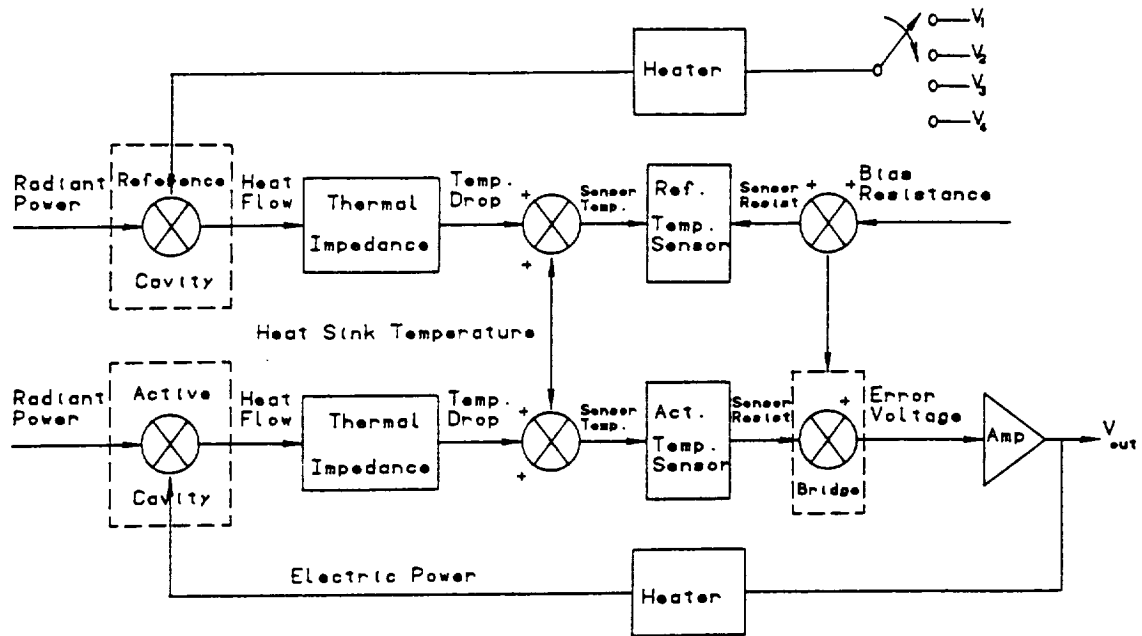 Heater
V1
V2
V3
V4
Radiant
Power
Reference
Cavity
Heat
Flow
Thermal
Impedance
Temp.
Drop
+
+
Sensor
Temp.
Ref.
Temp.
Sensor
Sensor
Resist
+
+
Bias
Resistance
Heat Sink Temperature
Radiant
Power
Active
Cavity
Heat
Flow
Thermal
Impedance
Temp.
Drop
+
+
Sensor
Temp.
Act.
Temp.
Sensor
Sensor
Resist
+
Bridge
Error
Voltage
Amp
V out
Electric Power
Heater